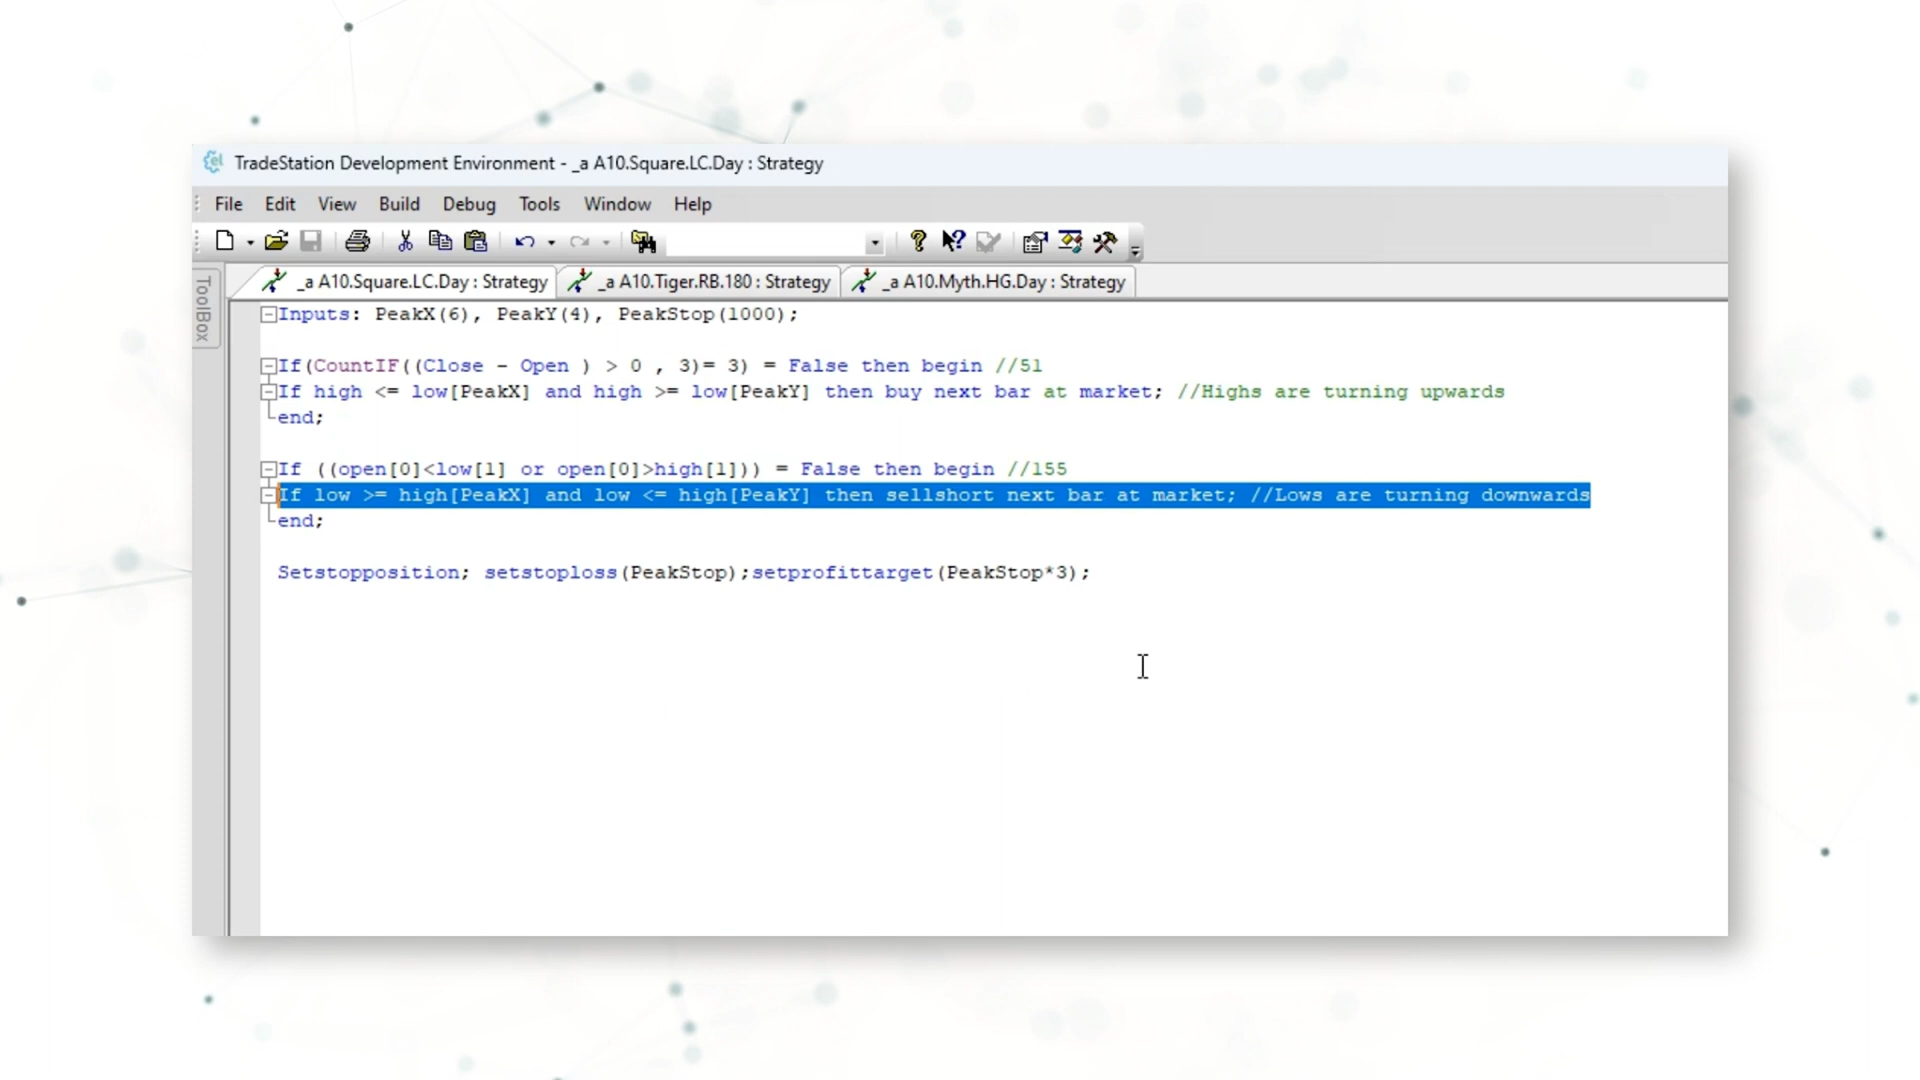 TradeStation Development Environment - _a A10.Square.LC.Day : Strategy
File Edit View Build Debug Tools Window Help
_a A10.Square.LC.Day : Strategy _a A10.Tiger.RB.180 : Strategy _a A10.Myth.HG.Day : Strategy
ToolBox
Inputs: PeakX(6), PeakY(4), PeakStop(1000);
If(CountIF((Close - Open ) > 0 , 3)= 3) = False then begin //51
If high <= low[PeakX] and high >= low[PeakY] then buy next bar at market; //Highs are turning upwards
end;
If ((open[0]<low[1] or open[0]>high[1])) = False then begin //155
If low >= high[PeakX] and low <= high[PeakY] then sellshort next bar at market; //Lows are turning downwards
end;
Setstopposition; setstoploss(PeakStop);setprofittarget(PeakStop*3);